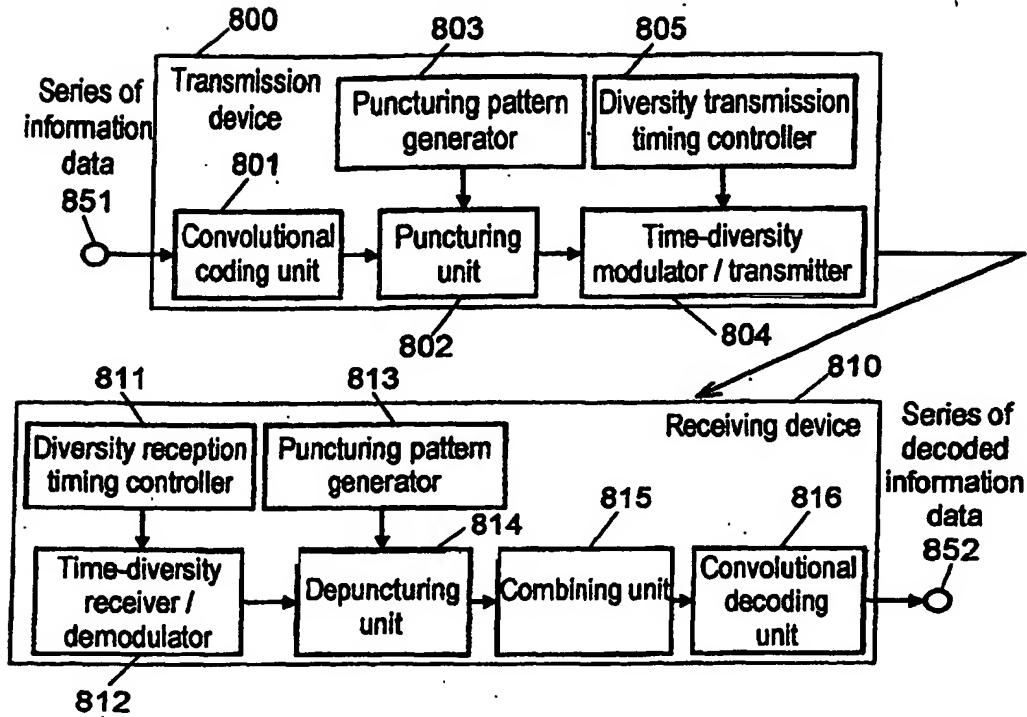 800
803
805
Series of
information
data
851
Transmission
device
801
Puncturing pattern
generator
Diversity transmission
timing controller
Convolutional
coding unit
Puncturing
unit
Time-diversity
modulator / transmitter
802
804
811
813
810
Receiving device
Diversity reception
timing controller
Puncturing pattern
generator
814
815
816
Series of
decoded
information
data
852
Time-diversity
receiver /
demodulator
Depuncturing
unit
Combining unit
Convolutional
decoding
unit
812